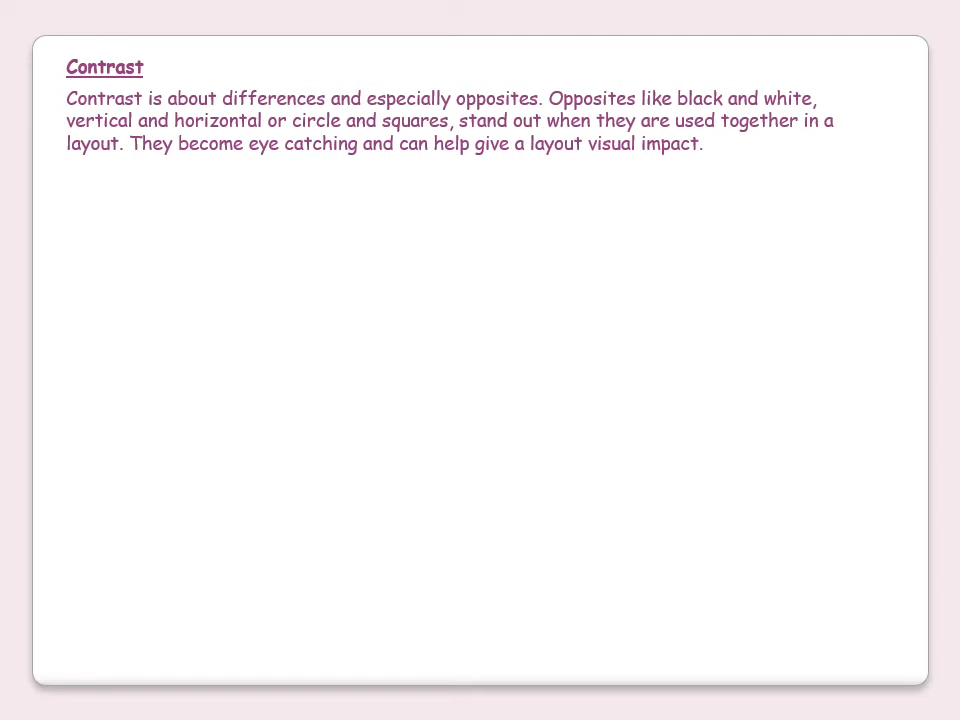 Contrast
Contrast is about differences and especially opposites. Opposites like black and white,
vertical and horizontal or circle and squares, stand out when they are used together in a
layout. They become eye catching and can help give a layout visual impact.